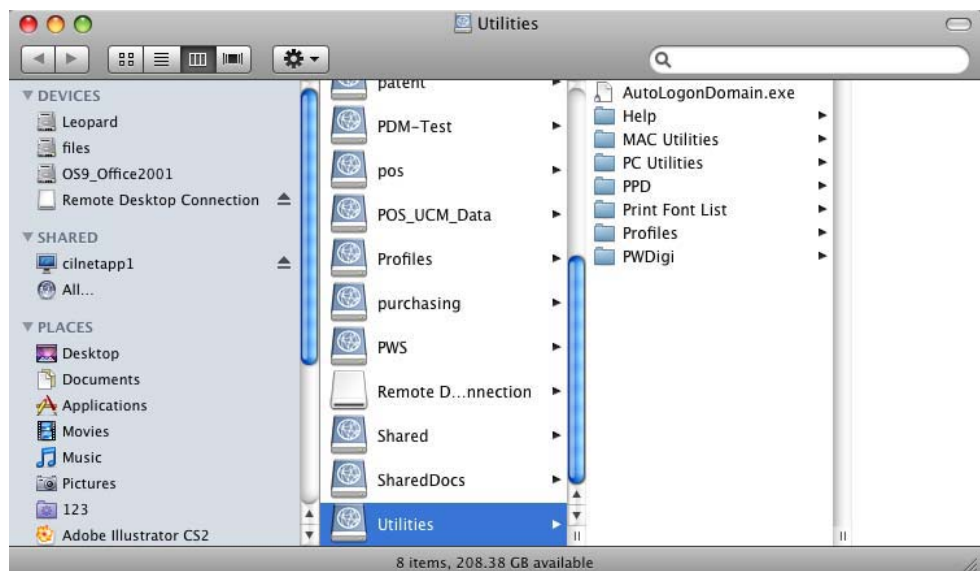 Utilities
DEVICES
Leopard
files
OS9_Office2001
Remote Desktop Connection
SHARED
cilnetapp1
All...
PLACES
Desktop
Documents
Applications
Movies
Music
Pictures
123
Adobe Illustrator CS2
patent
PDM-Test
pos
POS_UCM_Data
Profiles
purchasing
PWS
Remote D...nnection
Shared
SharedDocs
Utilities
AutoLogonDomain.exe
Help
MAC Utilities
PC Utilities
PPD
Print Font List
Profiles
PWDigi
8 items, 208.38 GB available